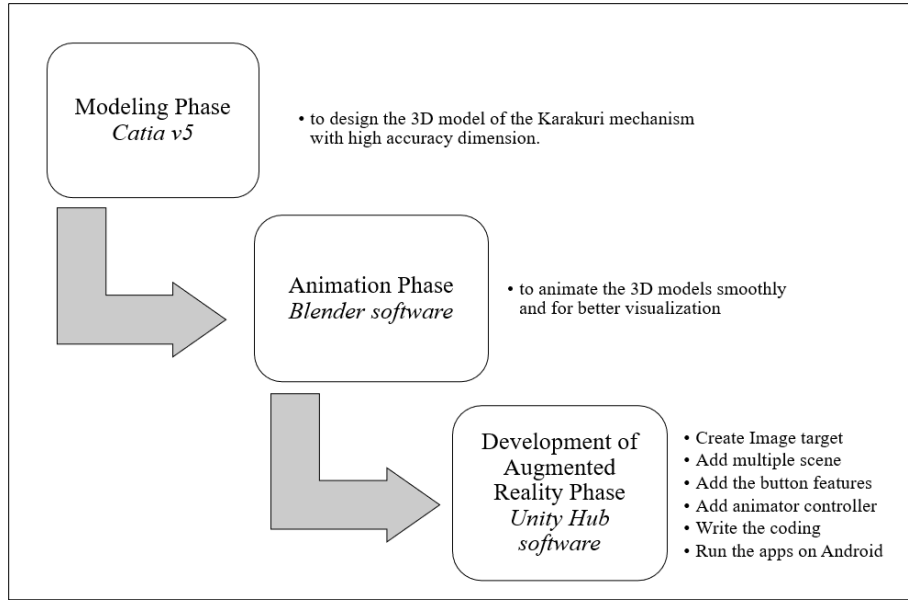 Modeling Phase
Catia v5
• to design the 3D model of the Karakuri mechanism
with high accuracy dimension.
Animation Phase
Blender software
• to animate the 3D models smoothly
and for better visualization
Development of
Augmented
Reality Phase
Unity Hub
software
• Create Image target
• Add multiple scene
• Add the button features
• Add animator controller
• Write the coding
• Run the apps on Android